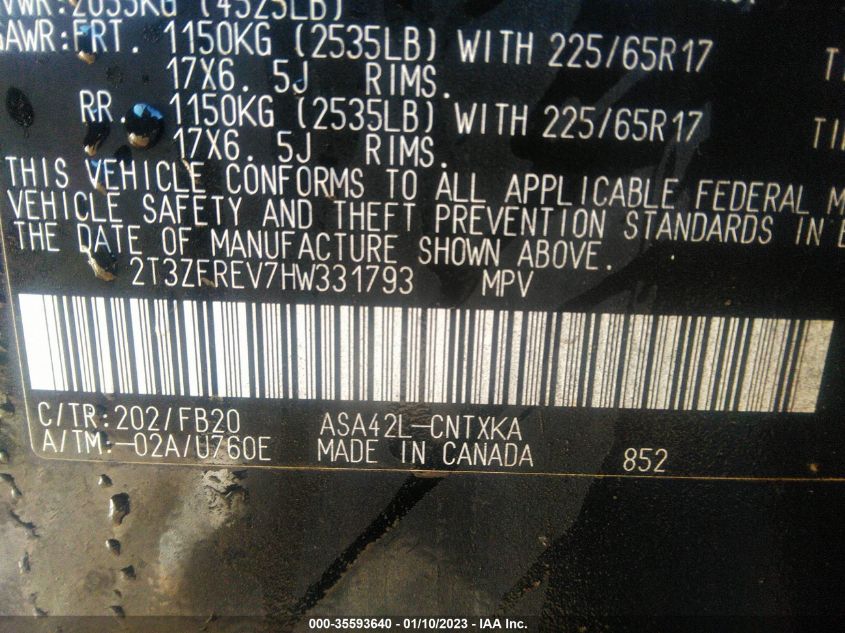 GAWR:FRT. 1150KG (2535LB) WITH 225/65R17
17X6. 5J RIMS.
RR. 1150KG (2535LB) WITH 225/65R17
17X6. 5J RIMS.
THIS VEHICLE CONFORMS TO ALL APPLICABLE FEDERAL M
VEHICLE SAFETY AND THEFT PREVENTION STANDARDS IN E
THE DATE OF MANUFACTURE SHOWN ABOVE.
2T3ZFREV7HW331793 MPV
C/TR:202/FB20 ASA42L-CNTXKA
A/TM:-02A/U760E MADE IN CANADA 852
000-35593640 - 01/10/2023 - IAA Inc.